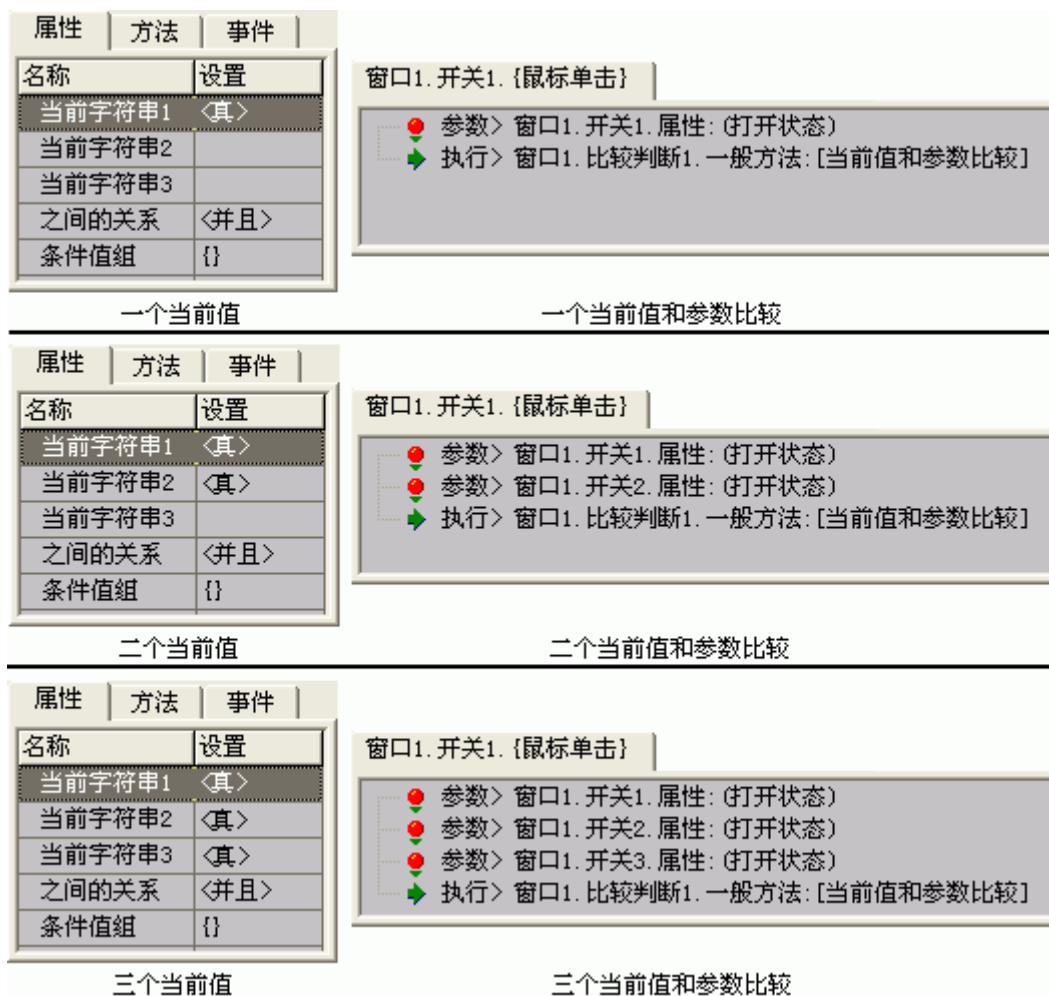 属性 方法 事件
名称 设置
当前字符串1 <真>
当前字符串2
当前字符串3
之间的关系 <并且>
条件值组 {}
窗口1.开关1.{鼠标单击}
参数> 窗口1.开关1.属性:(打开状态)
执行> 窗口1.比较判断1.一般方法:[当前值和参数比较]
一个当前值 一个当前值和参数比较
属性 方法 事件
名称 设置
当前字符串1 <真>
当前字符串2 <真>
当前字符串3
之间的关系 <并且>
条件值组 {}
窗口1.开关1.{鼠标单击}
参数> 窗口1.开关1.属性:(打开状态)
参数> 窗口1.开关2.属性:(打开状态)
执行> 窗口1.比较判断1.一般方法:[当前值和参数比较]
二个当前值 二个当前值和参数比较
属性 方法 事件
名称 设置
当前字符串1 <真>
当前字符串2 <真>
当前字符串3 <真>
之间的关系 <并且>
条件值组 {}
窗口1.开关1.{鼠标单击}
参数> 窗口1.开关1.属性:(打开状态)
参数> 窗口1.开关2.属性:(打开状态)
参数> 窗口1.开关3.属性:(打开状态)
执行> 窗口1.比较判断1.一般方法:[当前值和参数比较]
三个当前值 三个当前值和参数比较